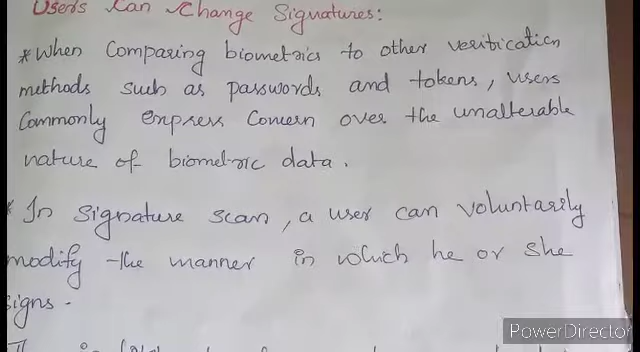 Users Can Change Signatures:
* When Comparing biometrics to other verification
methods such as passwords and tokens, users
Commonly Express Concern over the unalterable
nature of biometric data.
* In Signature scan, a user can voluntarily
modify the manner in which he or she
signs.
PowerDirector